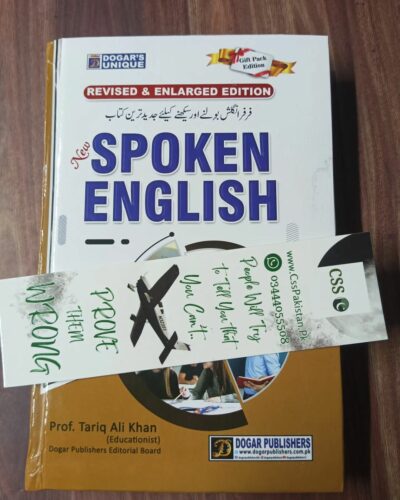 DOGAR'S
UNIQUE
Gift Pack
Edition
REVISED & ENLARGED EDITION
فرفر انگلش بولنے اور سیکھنے کیلئے جدید ترین کتاب
New
SPOKEN
ENGLISH
CSS
www.CssPakistan.Pk
03444055508
People Will Try
to Tell You That
You Can't..
PROVE
THEM
WRONG
Prof. Tariq Ali Khan
(Educationist)
Dogar Publishers Editorial Board
DOGAR PUBLISHERS
www.dogarpublishers.com.pk